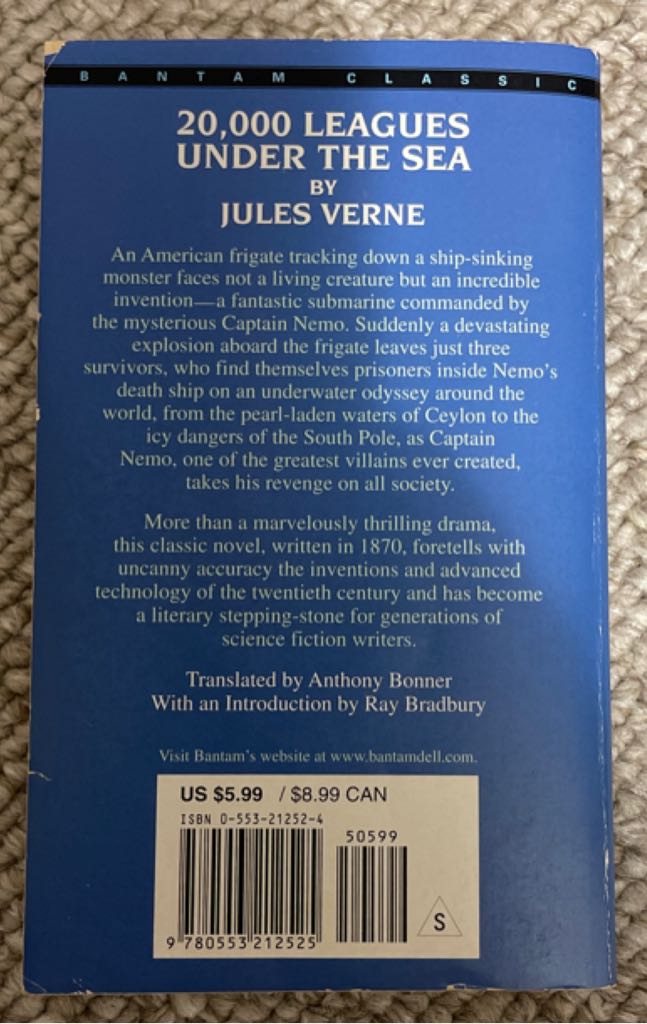 BANTAM CLASSIC
20,000 LEAGUES
UNDER THE SEA
BY
JULES VERNE
An American frigate tracking down a ship-sinking
monster faces not a living creature but an incredible
invention—a fantastic submarine commanded by
the mysterious Captain Nemo. Suddenly a devastating
explosion aboard the frigate leaves just three
survivors, who find themselves prisoners inside Nemo's
death ship on an underwater odyssey around the
world, from the pearl-laden waters of Ceylon to the
icy dangers of the South Pole, as Captain
Nemo, one of the greatest villains ever created,
takes his revenge on all society.
More than a marvelously thrilling drama,
this classic novel, written in 1870, foretells with
uncanny accuracy the inventions and advanced
technology of the twentieth century and has become
a literary stepping-stone for generations of
science fiction writers.
Translated by Anthony Bonner
With an Introduction by Ray Bradbury
Visit Bantam's website at www.bantamdell.com.
US $5.99 / $8.99 CAN
ISBN 0-553-21252-4
50599
S
9 780553 212525